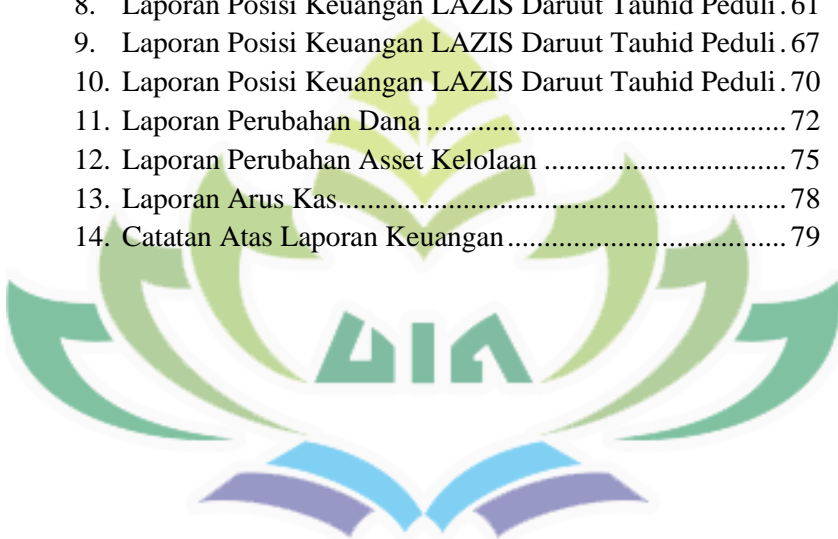 8. Laporan Posisi Keuangan LAZIS Daruut Tauhid Peduli . 61
9. Laporan Posisi Keuangan LAZIS Daruut Tauhid Peduli . 67
10. Laporan Posisi Keuangan LAZIS Daruut Tauhid Peduli . 70
11. Laporan Perubahan Dana ............................................................ 72
12. Laporan Perubahan Asset Kelolaan ........................................ 75
13. Laporan Arus Kas........................................................................ 78
14. Catatan Atas Laporan Keuangan .............................................. 79
UIN